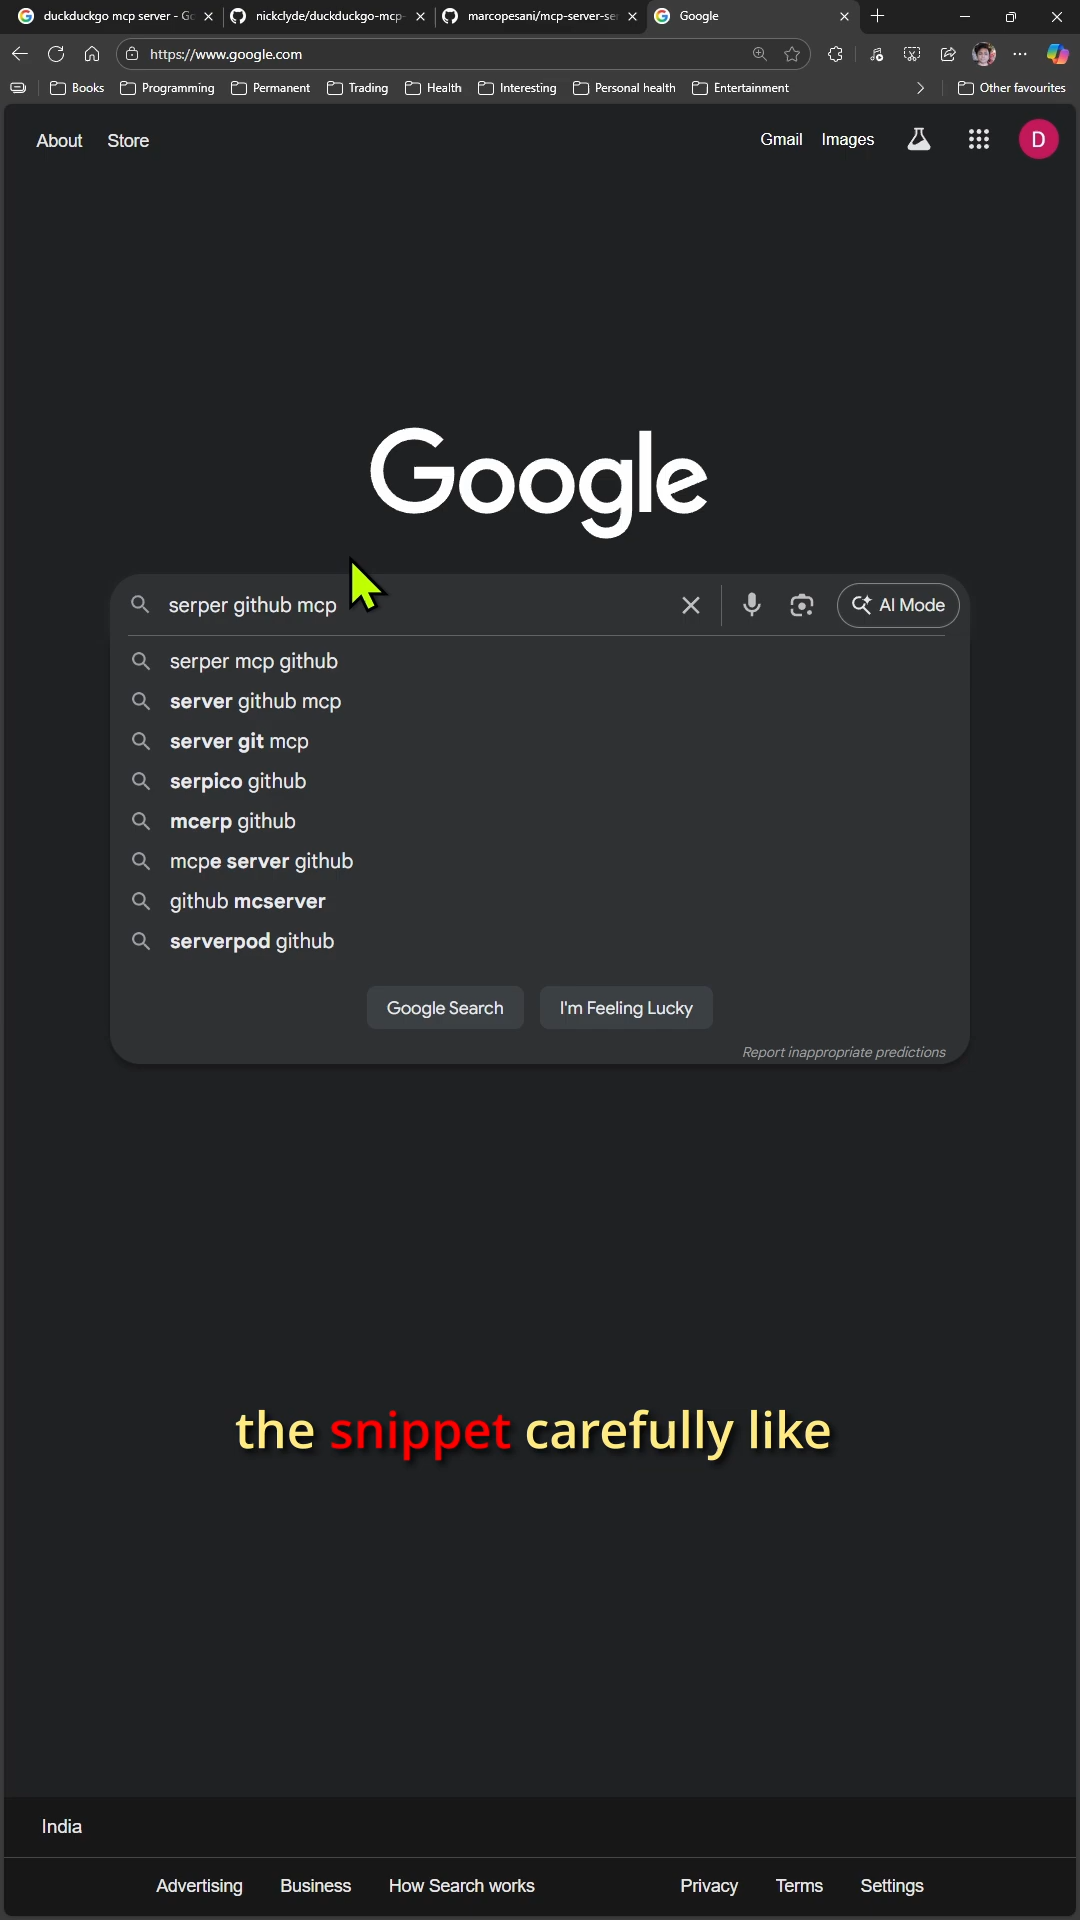 duckduckgo mcp server - Go
nickclyde/duckduckgo-mcp-
marcopesani/mcp-server-ser
Google
https://www.google.com
Books
Programming
Permanent
Trading
Health
Interesting
Personal health
Entertainment
Other favourites
About
Store
Gmail
Images
D
Google
serper github mcp
AI Mode
serper mcp github
server github mcp
server git mcp
serpico github
mcerp github
mcpe server github
github mcserver
serverpod github
Google Search
I'm Feeling Lucky
Report inappropriate predictions
the snippet carefully like
India
Advertising
Business
How Search works
Privacy
Terms
Settings